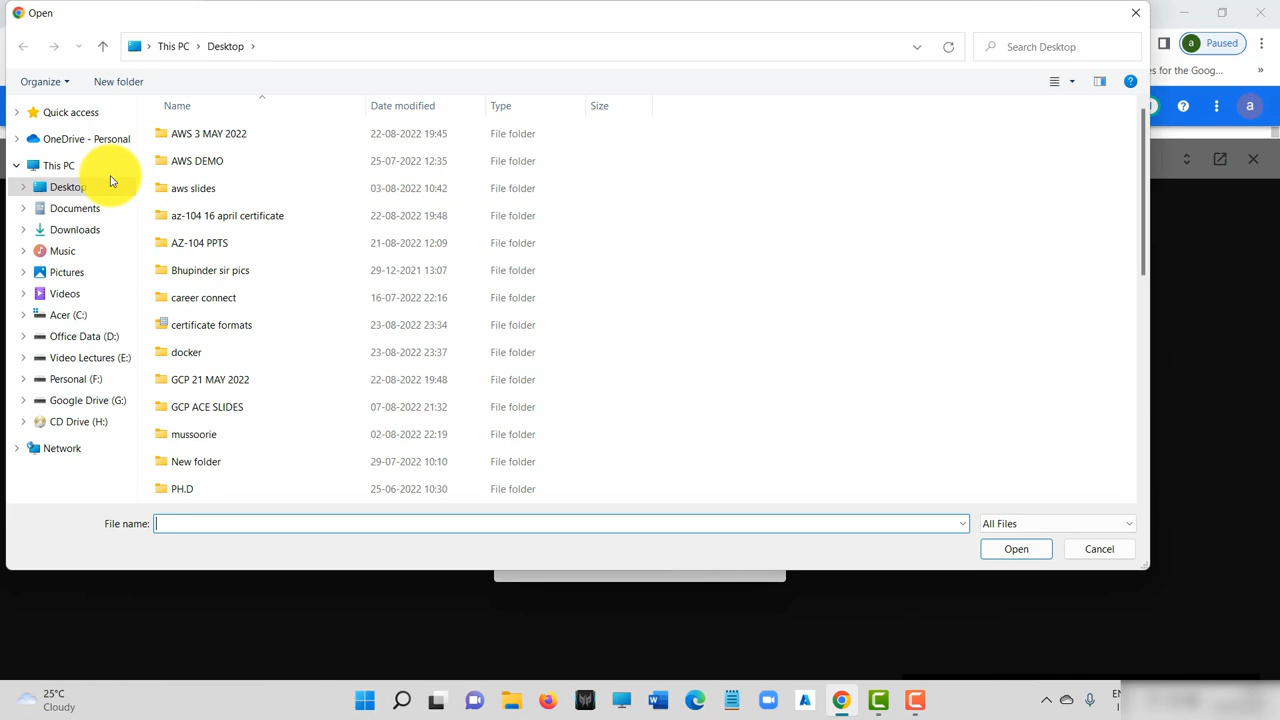 Open
a Paused
This PC > Desktop >
Search Desktop
es for the Goog... »
Organize New folder
a
Name Date modified Type Size
Quick access
OneDrive - Personal
This PC
Desktop
Documents
Downloads
Music
Pictures
Videos
Acer (C:)
Office Data (D:)
Video Lectures (E:)
Personal (F:)
Google Drive (G:)
CD Drive (H:)
Network
AWS 3 MAY 2022 22-08-2022 19:45 File folder
AWS DEMO 25-07-2022 12:35 File folder
aws slides 03-08-2022 10:42 File folder
az-104 16 april certificate 22-08-2022 19:48 File folder
AZ-104 PPTS 21-08-2022 12:09 File folder
Bhupinder sir pics 29-12-2021 13:07 File folder
career connect 16-07-2022 22:16 File folder
certificate formats 23-08-2022 23:34 File folder
docker 23-08-2022 23:37 File folder
GCP 21 MAY 2022 22-08-2022 19:48 File folder
GCP ACE SLIDES 07-08-2022 21:32 File folder
mussoorie 02-08-2022 22:19 File folder
New folder 29-07-2022 10:10 File folder
PH.D 25-06-2022 10:30 File folder
File name: All Files
Open Cancel
25°C
Cloudy